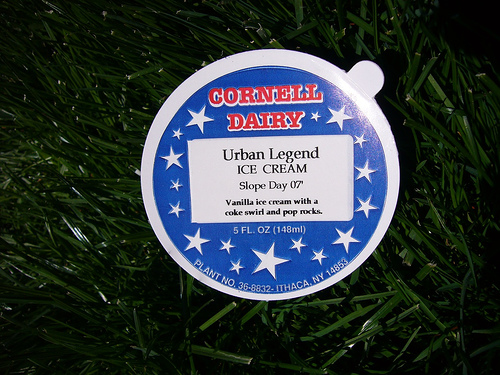 CORNELL
DAIRY
Urban Legend
ICE CREAM
Slope Day 07'
Vanilla ice cream with a
coke swirl and pop rocks.
5 FL. OZ (148ml)
PLANT NO. 36-8832- ITHACA, NY 14853